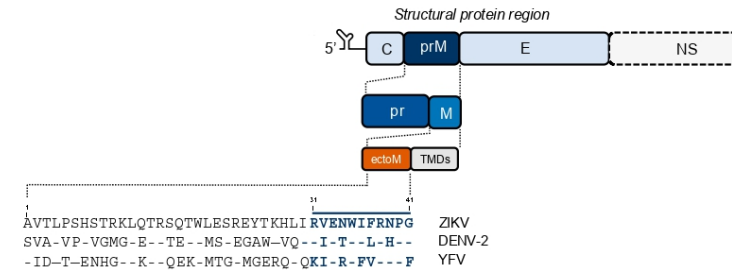 Structural protein region
5' C prM E NS
pr M
ectoM TMDs
1 31 41
AVTLPSHSTRKLQTRSQTWLESREYTKHLIRVENWIFRNPG ZIKV
SVA-VP-VGMG-E--TE--MS-EGAW—VQ--I-T--L-H-- DENV-2
-ID—T—ENHG--K--QEK-MTG-MGERQ-QKI-R-FV---F YFV